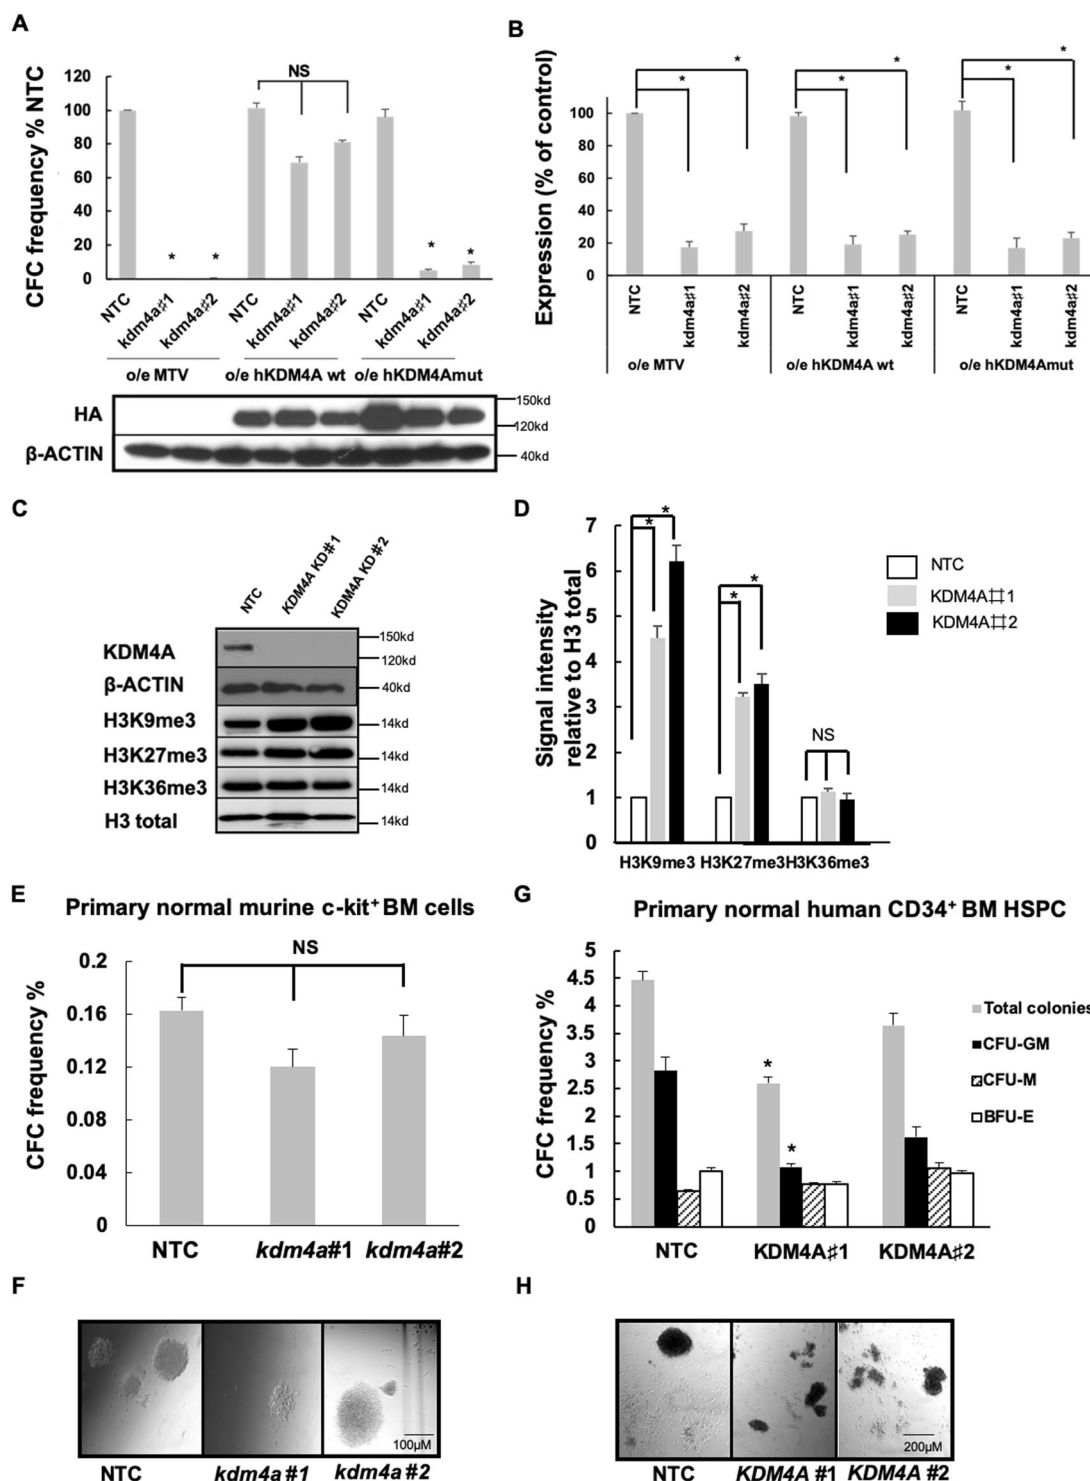 A
CFC frequency % NTC
120
100
80
60
40
20
0
NS
*
*
*
*
NTC
kdm4a♯1
kdm4a♯2
NTC
kdm4a♯1
kdm4a♯2
NTC
kdm4a♯1
kdm4a♯2
o/e MTV
o/e hKDM4A wt
o/e hKDM4Amut
HA
150kd
120kd
β-ACTIN
40kd
B
Expression (% of control)
100
80
60
40
20
0
*
*
*
*
*
*
NTC
kdm4a♯1
kdm4a♯2
NTC
kdm4a♯1
kdm4a♯2
NTC
kdm4a♯1
kdm4a♯2
o/e MTV
o/e hKDM4A wt
o/e hKDM4Amut
C
NTC
KDM4A KD♯1
KDM4A KD♯2
KDM4A
150kd
120kd
β-ACTIN
40kd
H3K9me3
14kd
H3K27me3
14kd
H3K36me3
14kd
H3 total
14kd
D
Signal intensity
relative to H3 total
7
6
5
4
3
2
1
0
*
*
*
*
NS
H3K9me3
H3K27me3
H3K36me3
NTC
KDM4A♯1
KDM4A♯2
E
Primary normal murine c-kit⁺ BM cells
CFC frequency %
0.2
0.16
0.12
0.08
0.04
0
NS
NTC
kdm4a#1
kdm4a#2
G
Primary normal human CD34⁺ BM HSPC
CFC frequency %
5
4.5
4
3.5
3
2.5
2
1.5
1
0.5
0
*
*
Total colonies
CFU-GM
CFU-M
BFU-E
NTC
KDM4A♯1
KDM4A♯2
F
100µM
NTC
kdm4a #1
kdm4a #2
H
200µM
NTC
KDM4A #1
KDM4A #2